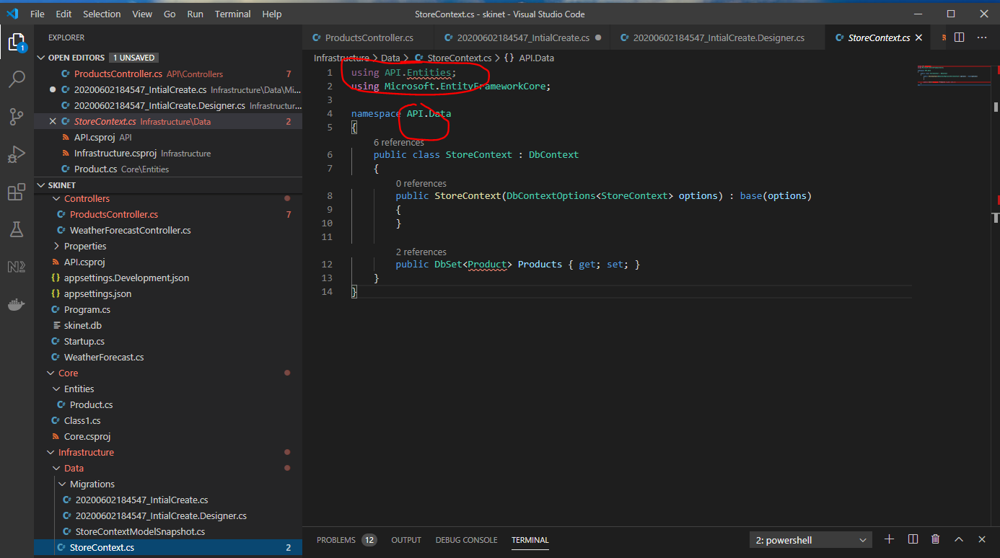 File Edit Selection View Go Run Terminal Help StoreContext.cs - skinet - Visual Studio Code
EXPLORER
1
OPEN EDITORS 1 UNSAVED
ProductsController.cs API\Controllers 7
20200602184547_IntialCreate.cs Infrastructure\Data\Mi...
20200602184547_IntialCreate.Designer.cs Infrastructur...
StoreContext.cs Infrastructure\Data 2
API.csproj API
Infrastructure.csproj Infrastructure
Product.cs Core\Entities
SKINET
Controllers
ProductsController.cs 7
WeatherForecastController.cs
Properties
API.csproj
appsettings.Development.json
appsettings.json
Program.cs
skinet.db
Startup.cs
WeatherForecast.cs
Core
Entities
Product.cs
Class1.cs
Core.csproj
Infrastructure
Data
Migrations
20200602184547_IntialCreate.cs
20200602184547_IntialCreate.Designer.cs
StoreContextModelSnapshot.cs
StoreContext.cs 2
ProductsController.cs 20200602184547_IntialCreate.cs 20200602184547_IntialCreate.Designer.cs StoreContext.cs
Infrastructure > Data > StoreContext.cs > {} API.Data
1 using API.Entities;
2 using Microsoft.EntityFrameworkCore;
3
4 namespace API.Data
5 {
6 references
6 public class StoreContext : DbContext
7 {
0 references
8 public StoreContext(DbContextOptions<StoreContext> options) : base(options)
9 {
10 }
11
2 references
12 public DbSet<Product> Products { get; set; }
13 }
14 }
PROBLEMS 12 OUTPUT DEBUG CONSOLE TERMINAL 2: powershell